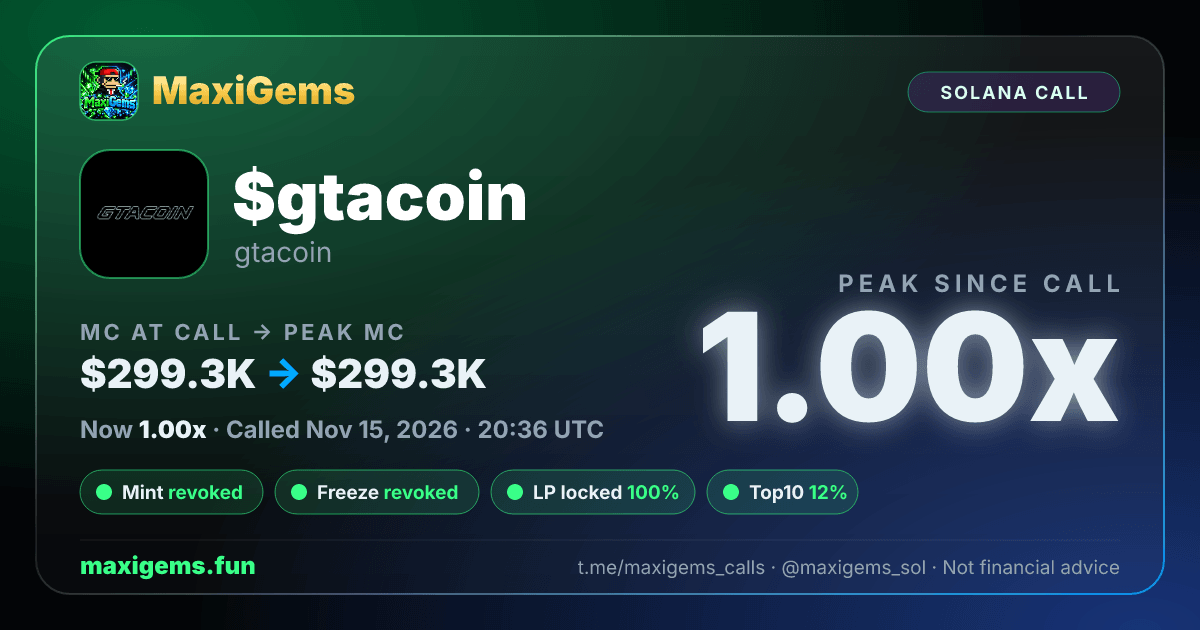 MaxiGems
MaxiGems
SOLANA CALL
GTACOIN
$gtacoin
gtacoin
PEAK SINCE CALL
1.00x
MC AT CALL → PEAK MC
$299.3K → $299.3K
Now 1.00x · Called Nov 15, 2026 · 20:36 UTC
Mint revoked
Freeze revoked
LP locked 100%
Top10 12%
maxigems.fun
t.me/maxigems_calls · @maxigems_sol · Not financial advice